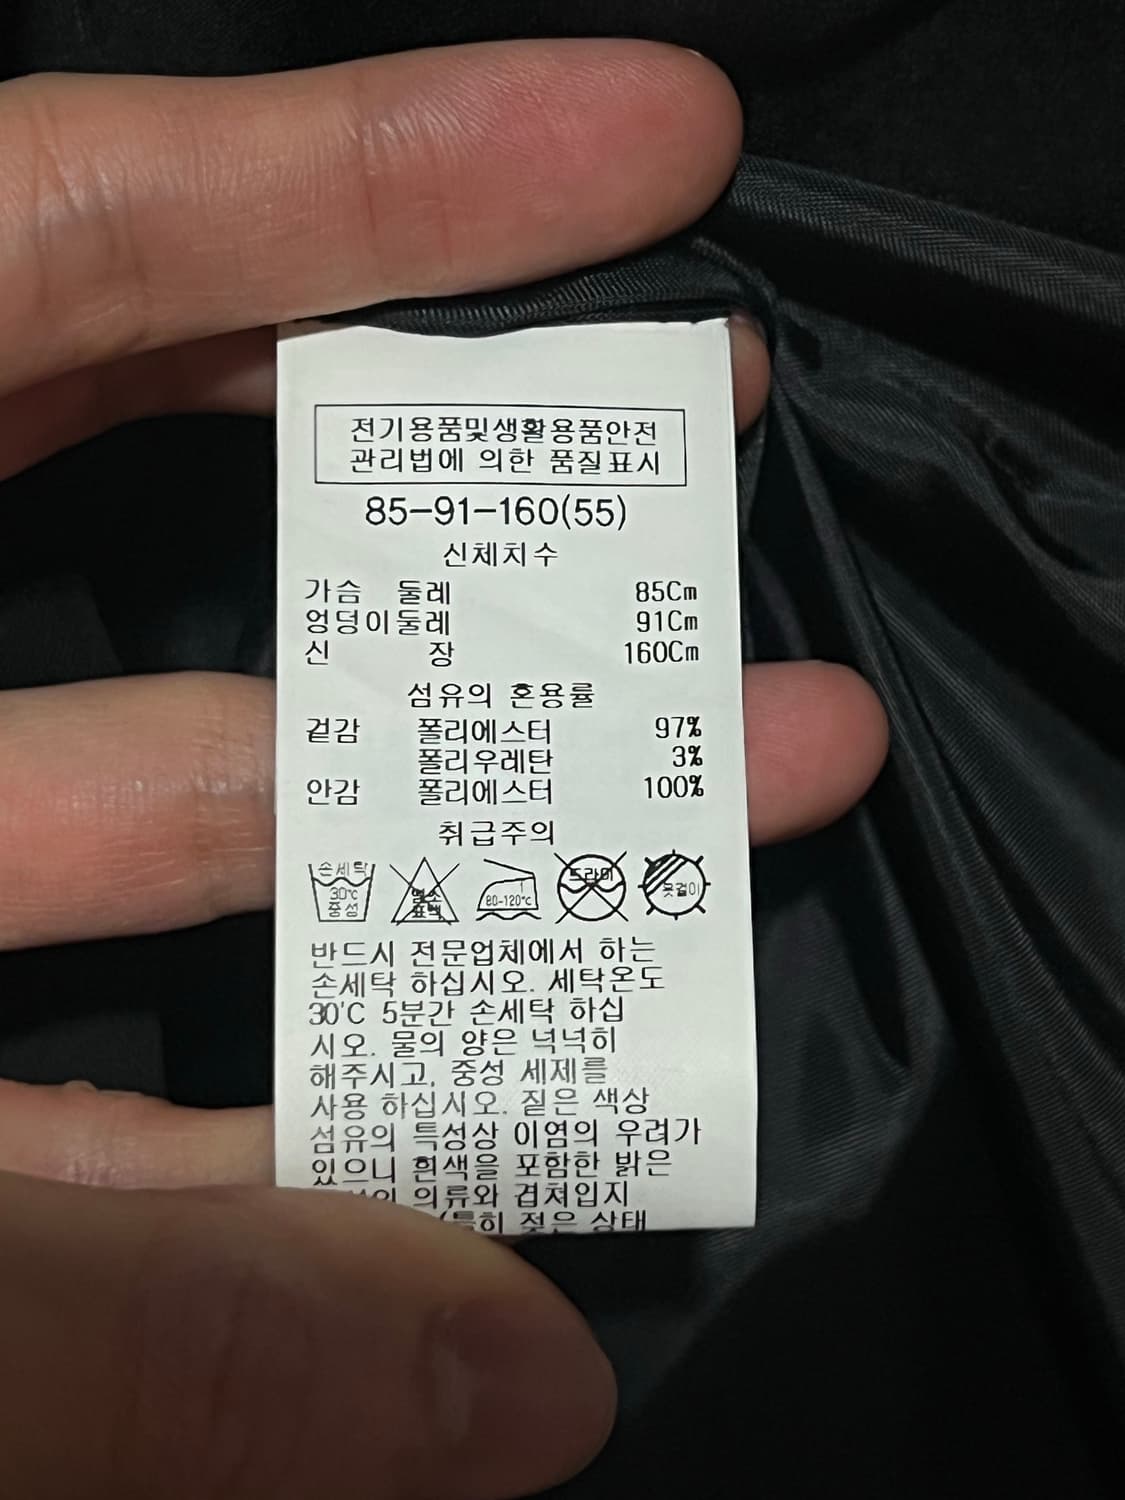 전기용품및생활용품안전
관리법에 의한 품질표시
85-91-160(55)
신체치수
가슴 둘레 85Cm
엉덩이둘레 91Cm
신 장 160Cm
섬유의 혼용률
겉감 폴리에스터 97%
폴리우레탄 3%
안감 폴리에스터 100%
취급주의
손세탁 30℃ 중성
염소 표백
80-120℃
드라이
옷걸이
반드시 전문업체에서 하는
손세탁 하십시오. 세탁온도
30'C 5분간 손세탁 하십
시오. 물의 양은 넉넉히
해주시고, 중성 세제를
사용 하십시오. 짙은 색상
섬유의 특성상 이염의 우려가
있으니 흰색을 포함한 밝은
의류와 겹쳐입지
(특히 젖은 상태